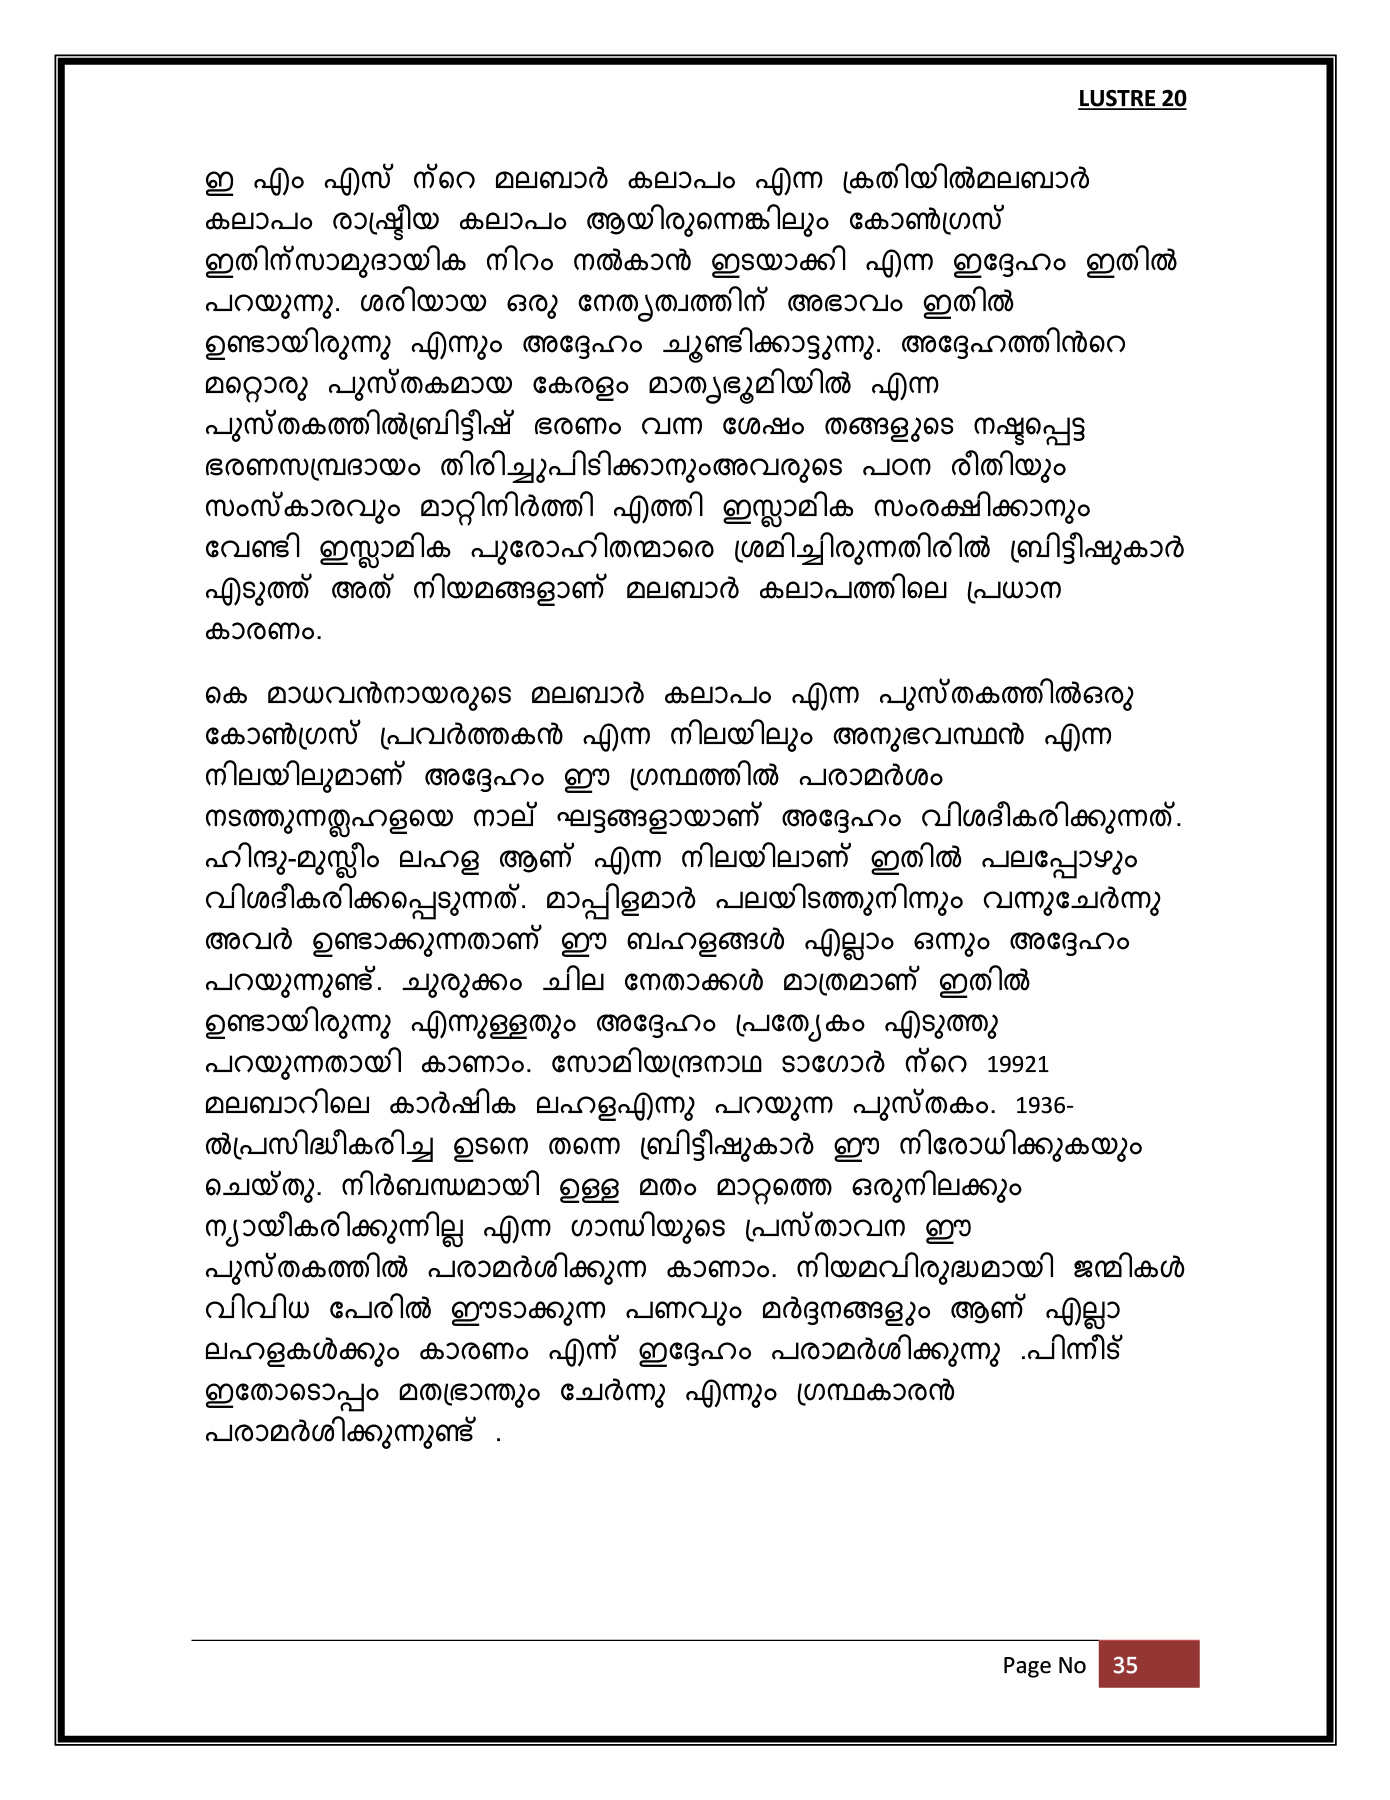 LUSTRE 20
ഇ എം എസ് ന്‍റെ മലബാർ കലാപം എന്ന ക്രതിയിൽമലബാർ
കലാപം രാഷ്ട്രീയ കലാപം ആയിരുന്നെങ്കിലും കോൺഗ്രസ്
ഇതിന്സാമുദായിക നിറം നൽകാൻ ഇടയാക്കി എന്ന ഇദ്ദേഹം ഇതിൽ
പറയുന്നു. ശരിയായ ഒരു നേതൃത്വത്തിന് അഭാവം ഇതിൽ
ഉണ്ടായിരുന്നു എന്നും അദ്ദേഹം ചൂണ്ടിക്കാട്ടുന്നു. അദ്ദേഹത്തിൻറെ
മറ്റൊരു പുസ്തകമായ കേരളം മാതൃഭൂമിയിൽ എന്ന
പുസ്തകത്തിൽബ്രിട്ടീഷ് ഭരണം വന്ന ശേഷം തങ്ങളുടെ നഷ്ടപ്പെട്ട
ഭരണസമ്പ്രദായം തിരിച്ചുപിടിക്കാനുംഅവരുടെ പഠന രീതിയും
സംസ്കാരവും മാറ്റിനിർത്തി എത്തി ഇസ്ലാമിക സംരക്ഷിക്കാനും
വേണ്ടി ഇസ്ലാമിക പുരോഹിതന്മാരെ ശ്രമിച്ചിരുന്നതിരിൽ ബ്രിട്ടീഷുകാർ
എടുത്ത് അത് നിയമങ്ങളാണ് മലബാർ കലാപത്തിലെ പ്രധാന
കാരണം.
കെ മാധവൻനായരുടെ മലബാർ കലാപം എന്ന പുസ്തകത്തിൽഒരു
കോൺഗ്രസ് പ്രവർത്തകൻ എന്ന നിലയിലും അനുഭവസ്ഥൻ എന്ന
നിലയിലുമാണ് അദ്ദേഹം ഈ ഗ്രന്ഥത്തിൽ പരാമർശം
നടത്തുന്നത്ലഹളയെ നാല് ഘട്ടങ്ങളായാണ് അദ്ദേഹം വിശദീകരിക്കുന്നത്.
ഹിന്ദു-മുസ്ലീം ലഹള ആണ് എന്ന നിലയിലാണ് ഇതിൽ പലപ്പോഴും
വിശദീകരിക്കപ്പെടുന്നത്. മാപ്പിളമാർ പലയിടത്തുനിന്നും വന്നുചേർന്നു
അവർ ഉണ്ടാക്കുന്നതാണ് ഈ ബഹളങ്ങൾ എല്ലാം ഒന്നും അദ്ദേഹം
പറയുന്നുണ്ട്. ചുരുക്കം ചില നേതാക്കൾ മാത്രമാണ് ഇതിൽ
ഉണ്ടായിരുന്നു എന്നുള്ളതും അദ്ദേഹം പ്രത്യേകം എടുത്തു
പറയുന്നതായി കാണാം. സോമിയന്ദ്രനാഥ ടാഗോർ ന്‍റെ 19921
മലബാറിലെ കാർഷിക ലഹളഎന്നു പറയുന്ന പുസ്തകം. 1936-
ൽപ്രസിദ്ധീകരിച്ച ഉടനെ തന്നെ ബ്രിട്ടീഷുകാർ ഈ നിരോധിക്കുകയും
ചെയ്തു. നിർബന്ധമായി ഉള്ള മതം മാറ്റത്തെ ഒരുനിലക്കും
ന്യായീകരിക്കുന്നില്ല എന്ന ഗാന്ധിയുടെ പ്രസ്താവന ഈ
പുസ്തകത്തിൽ പരാമർശിക്കുന്ന കാണാം. നിയമവിരുദ്ധമായി ജന്മികൾ
വിവിധ പേരിൽ ഈടാക്കുന്ന പണവും മർദ്ദനങ്ങളും ആണ് എല്ലാ
ലഹളകൾക്കും കാരണം എന്ന് ഇദ്ദേഹം പരാമർശിക്കുന്നു .പിന്നീട്
ഇതോടൊപ്പം മതഭ്രാന്തും ചേർന്നു എന്നും ഗ്രന്ഥകാരൻ
പരാമർശിക്കുന്നുണ്ട് .
Page No 35